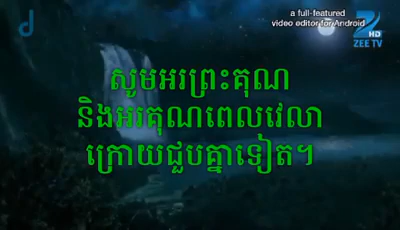 a full-featured
video editor for Android
HD
ZEE TV
សូមអរព្រះគុណ
និងអរគុណពេលវេលា
ក្រោយជួបគ្នាទៀត។